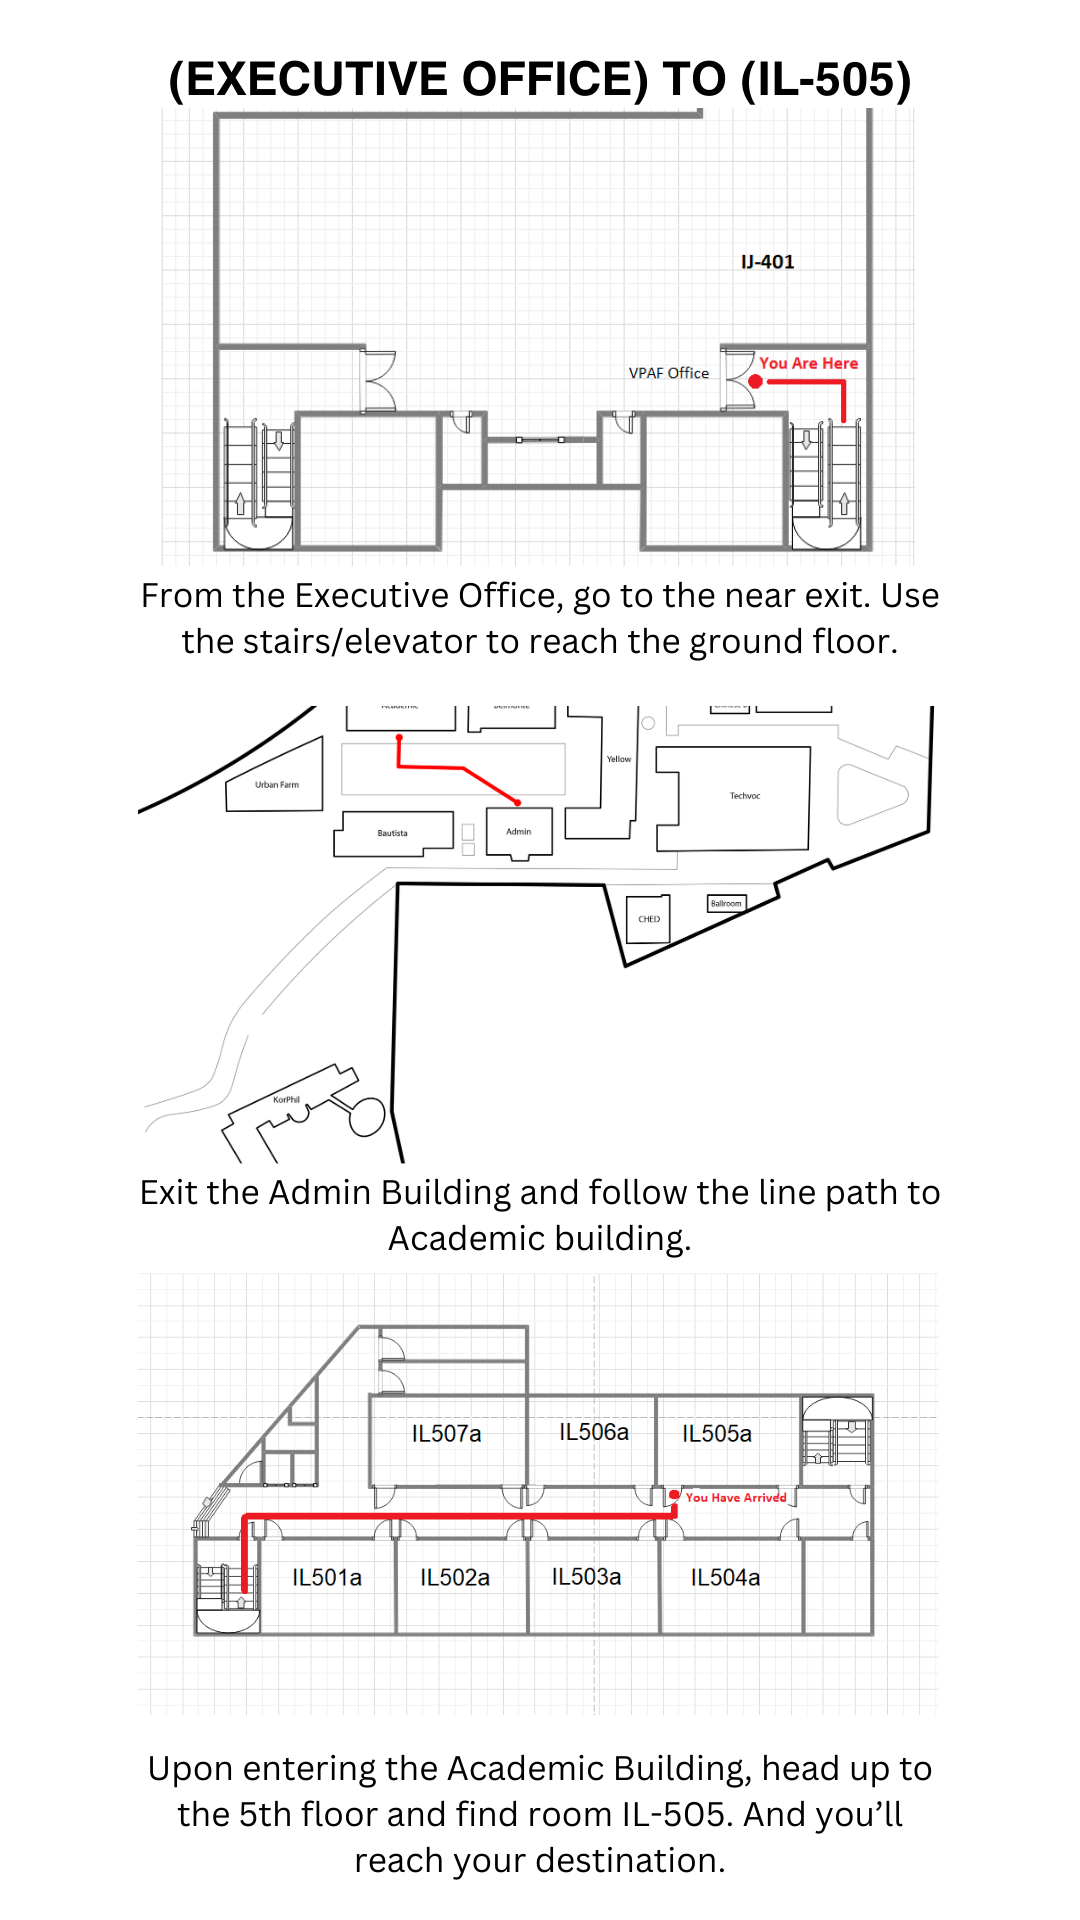 (EXECUTIVE OFFICE) TO (IL-505)
IJ-401
You Are Here
VPAF Office
From the Executive Office, go to the near exit. Use
the stairs/elevator to reach the ground floor.
Academic
Belmonte
Yellow
Urban Farm
Techvoc
Bautista
Admin
CHED
Ballroom
KorPhil
Exit the Admin Building and follow the line path to
Academic building.
IL507a
IL506a
IL505a
You Have Arrived
IL501a
IL502a
IL503a
IL504a
Upon entering the Academic Building, head up to
the 5th floor and find room IL-505. And you’ll
reach your destination.